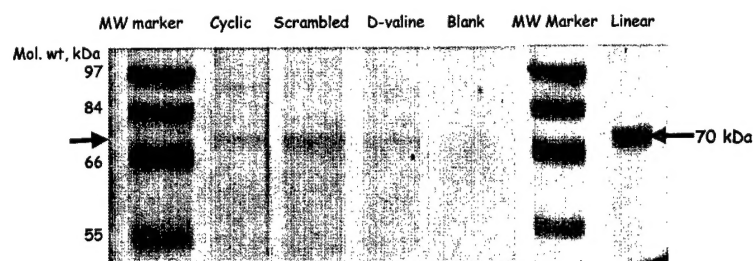 MW marker Cyclic Scrambled D-valine Blank MW Marker Linear
Mol. wt, kDa
97
84
70 kDa
66
55